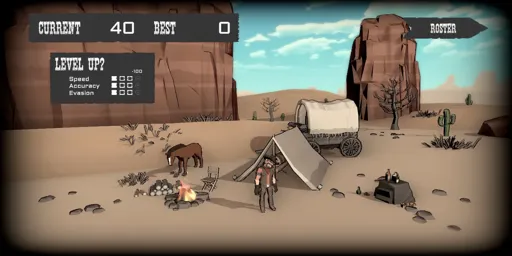 CURRENT 40 BEST 0
ROSTER
LEVEL UP?
-100
Speed
Accuracy
Evasion